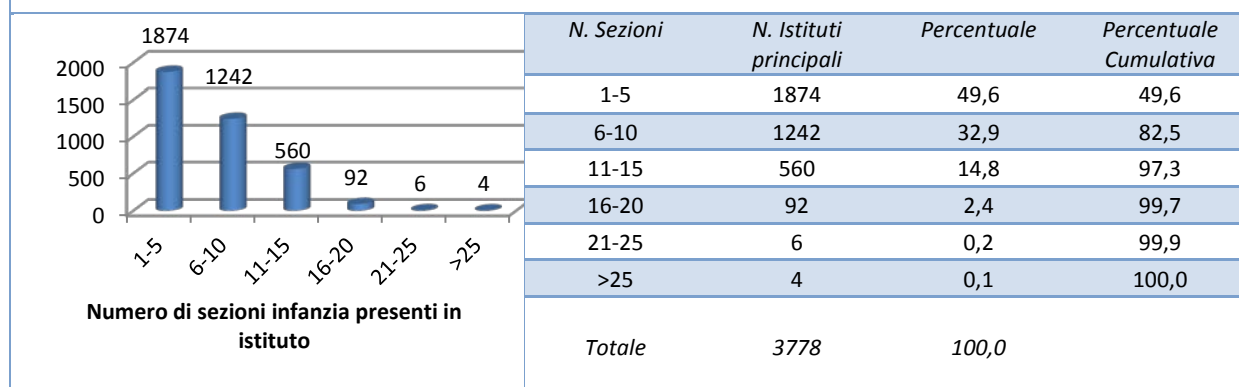 1874
2000
1242
1500
1000
560
500
92
6
4
0
1-5
6-10
11-15
16-20
21-25
>25
Numero di sezioni infanzia presenti in
istituto
N. Sezioni N. Istituti principali Percentuale Percentuale Cumulativa
1-5 1874 49,6 49,6
6-10 1242 32,9 82,5
11-15 560 14,8 97,3
16-20 92 2,4 99,7
21-25 6 0,2 99,9
>25 4 0,1 100,0
Totale 3778 100,0